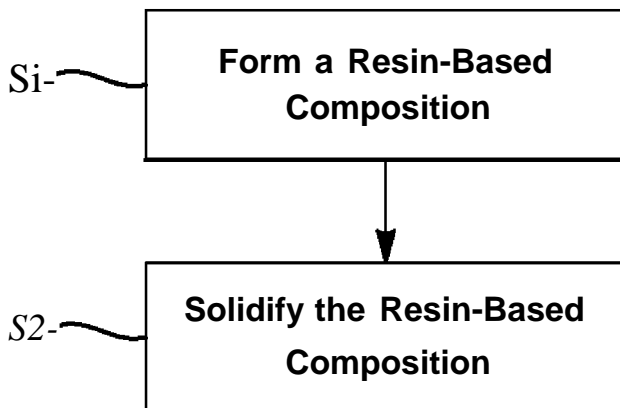 Si-
Form a Resin-Based
Composition
S2-
Solidify the Resin-Based
Composition